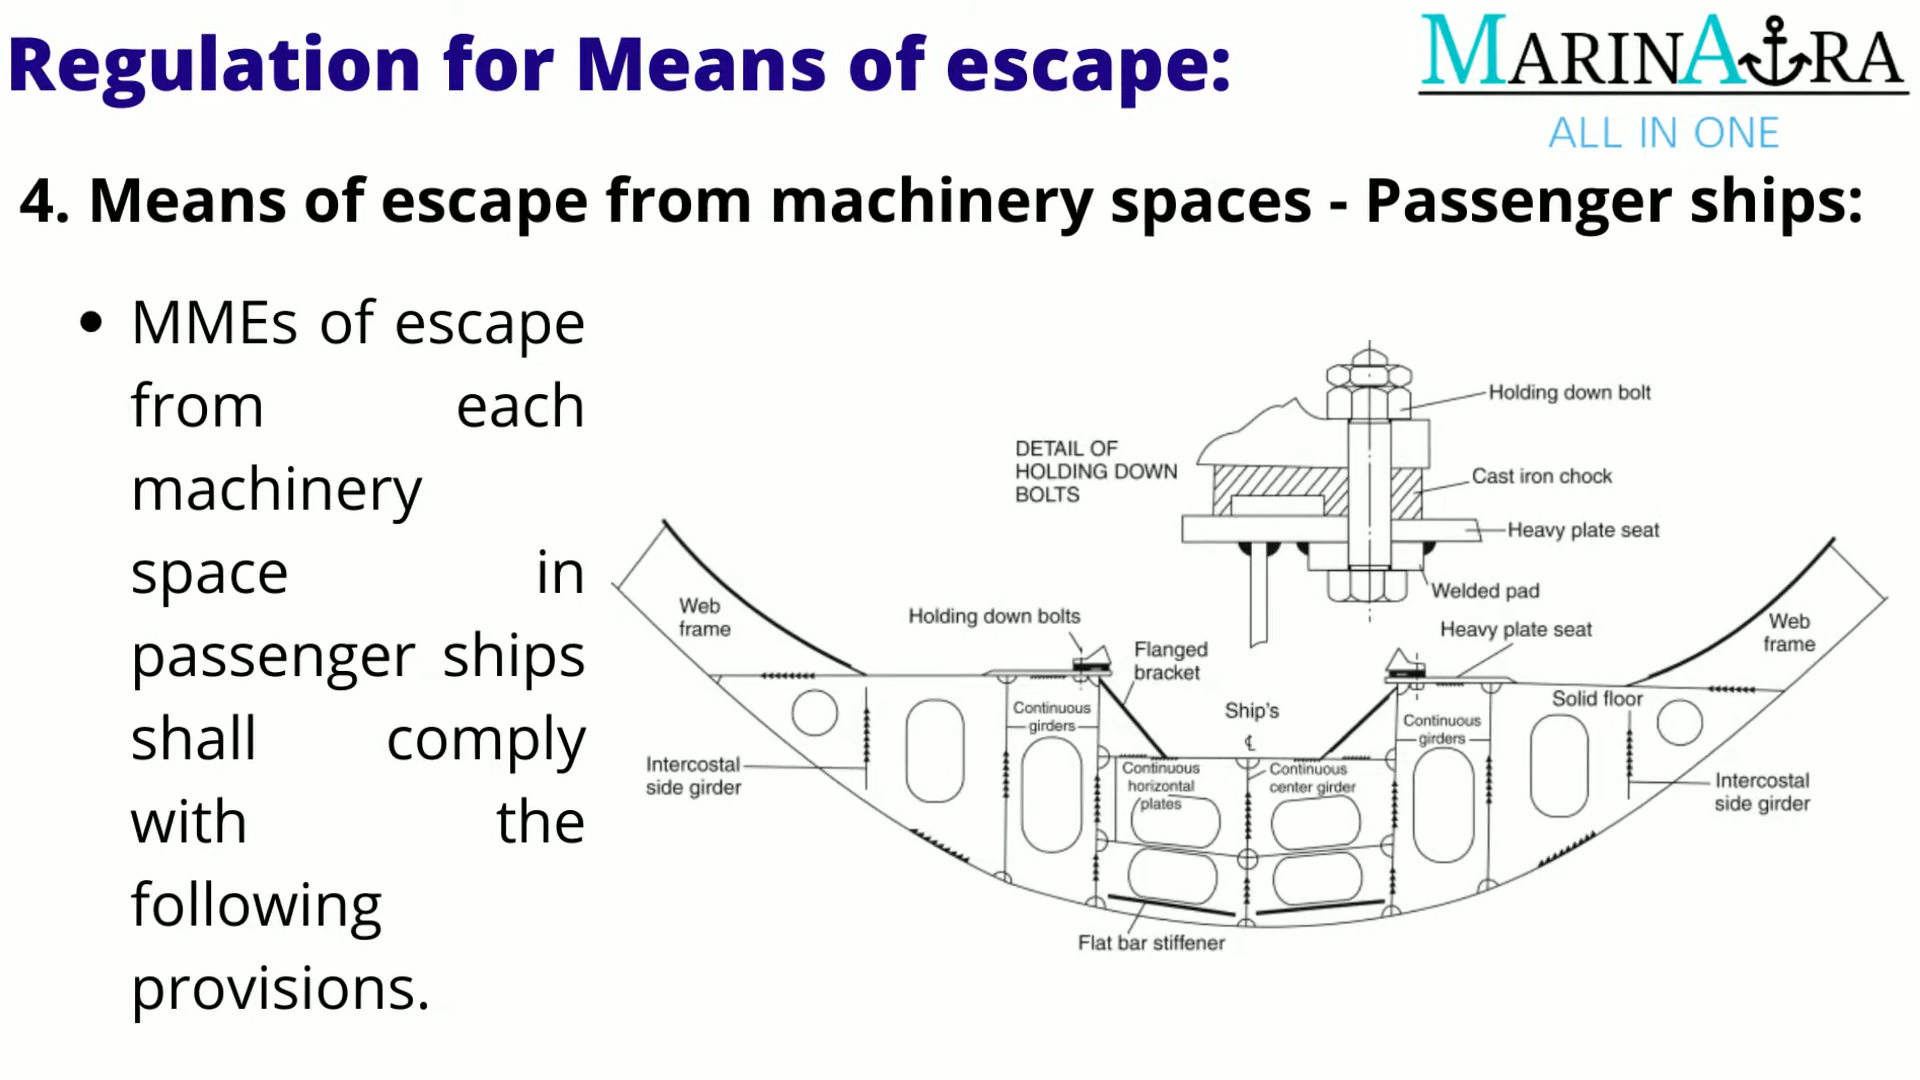 Regulation for Means of escape:
MARINAURA
ALL IN ONE
4. Means of escape from machinery spaces - Passenger ships:
• MMEs of escape
from each
machinery
space in
passenger ships
shall comply
with the
following
provisions.
DETAIL OF
HOLDING DOWN
BOLTS
Holding down bolt
Cast iron chock
Heavy plate seat
Welded pad
Heavy plate seat
Web
frame
Holding down bolts
Flanged
bracket
Web
frame
Ship's
℄
Solid floor
Continuous
girders
Continuous
girders
Intercostal
side girder
Continuous
horizontal
plates
Continuous
center girder
Intercostal
side girder
Flat bar stiffener